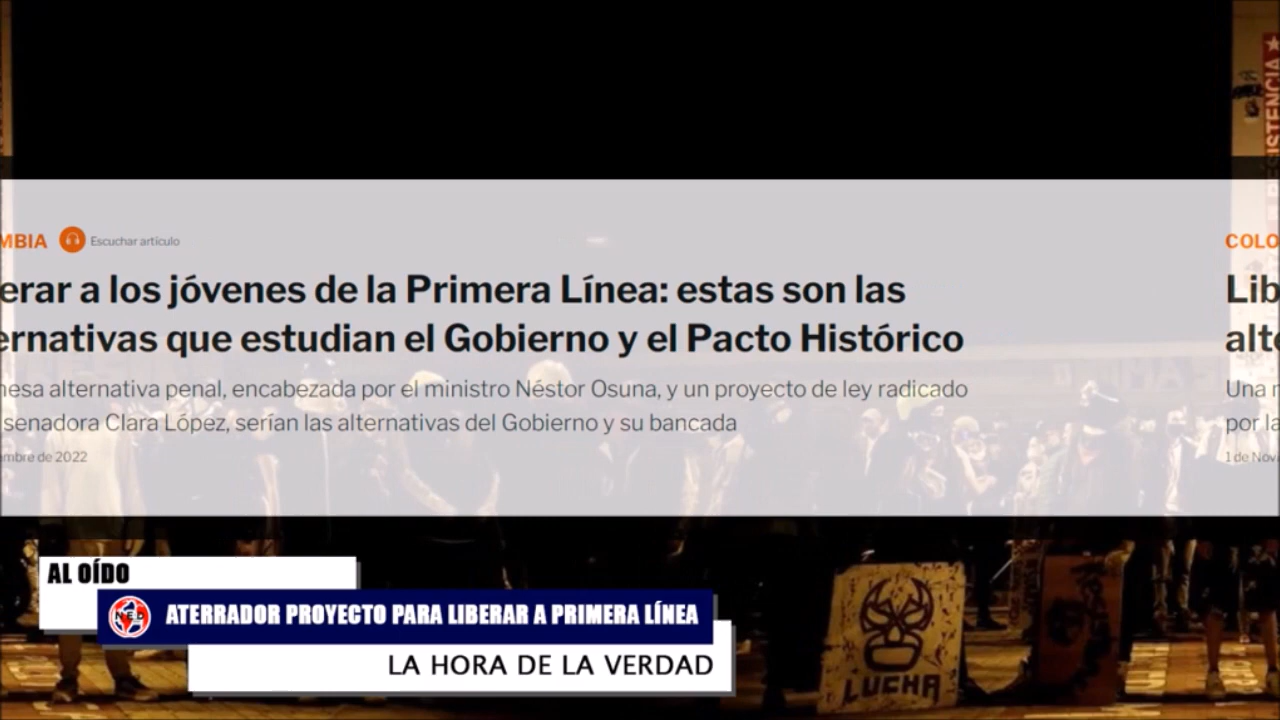 MBIA Escuchar artículo
erar a los jóvenes de la Primera Línea: estas son las
ernativas que estudian el Gobierno y el Pacto Histórico
mesa alternativa penal, encabezada por el ministro Néstor Osuna, y un proyecto de ley radicado
senadora Clara López, serían las alternativas del Gobierno y su bancada
mbre de 2022
COLO
Lib
alte
Una
por la
1 de Nov
ISTENCIA
AL OÍDO
ATERRADOR PROYECTO PARA LIBERAR A PRIMERA LÍNEA
LA HORA DE LA VERDAD
LUCHA